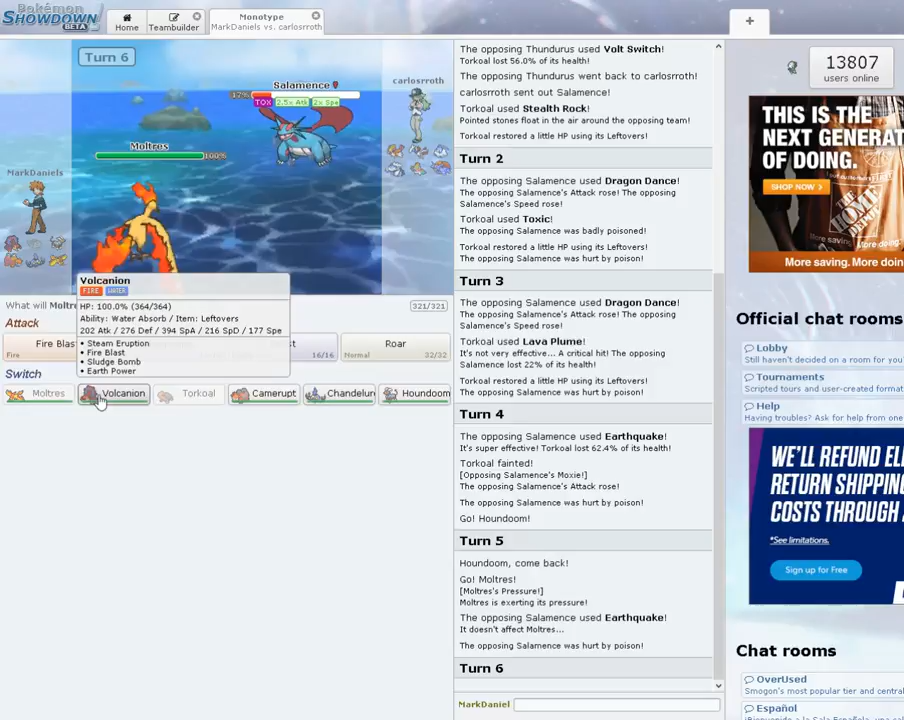 Pokémon
SHOWDOWN
BETA
Home
Teambuilder
Monotype
MarkDaniels vs. carlosrroth
+
Turn 6
Salamence
carlosrroth
17%
TOX 2.5x Atk 2x Spe
Moltres
100%
MarkDaniels
Volcanion
FIRE WATER
HP: 100.0% (364/364)
Ability: Water Absorb / Item: Leftovers
202 Atk / 276 Def / 394 SpA / 216 SpD / 177 Spe
• Steam Eruption
• Fire Blast
• Sludge Bomb
• Earth Power
What will Moltr
321/321
Attack
Fire Blas
Fire
st
16/16
Roar
Normal 32/32
Switch
Moltres
Volcanion
Torkoal
Camerupt
Chandelure
Houndoom
The opposing Thundurus used Volt Switch!
Torkoal lost 56.0% of its health!
The opposing Thundurus went back to carlosrroth!
carlosrroth sent out Salamence!
Torkoal used Stealth Rock!
Pointed stones float in the air around the opposing team!
Torkoal restored a little HP using its Leftovers!
Turn 2
The opposing Salamence used Dragon Dance!
The opposing Salamence's Attack rose! The opposing
Salamence's Speed rose!
Torkoal used Toxic!
The opposing Salamence was badly poisoned!
Torkoal restored a little HP using its Leftovers!
The opposing Salamence was hurt by poison!
Turn 3
The opposing Salamence used Dragon Dance!
The opposing Salamence's Attack rose! The opposing
Salamence's Speed rose!
Torkoal used Lava Plume!
It's not very effective... A critical hit! The opposing
Salamence lost 22% of its health!
Torkoal restored a little HP using its Leftovers!
The opposing Salamence was hurt by poison!
Turn 4
The opposing Salamence used Earthquake!
It's super effective! Torkoal lost 62.4% of its health!
Torkoal fainted!
[Opposing Salamence's Moxie!]
The opposing Salamence's Attack rose!
The opposing Salamence was hurt by poison!
Go! Houndoom!
Turn 5
Houndoom, come back!
Go! Moltres!
[Moltres's Pressure!]
Moltres is exerting its pressure!
The opposing Salamence used Earthquake!
It doesn't affect Moltres...
The opposing Salamence was hurt by poison!
Turn 6
MarkDaniel
13807
users online
THIS IS THE
NEXT GENERAT
OF DOING.
SHOP NOW
THE HOME DEPOT
More saving. More doin
Official chat rooms
Lobby
Still haven't decided on a room for you?
Tournaments
Scripted tours and user-created format
Help
Having troubles? Ask for help from one
WE'LL REFUND EL
RETURN SHIPPING
COSTS THROUGH
*See limitations.
Sign up for Free
Chat rooms
OverUsed
Smogon's most popular tier and central
Español